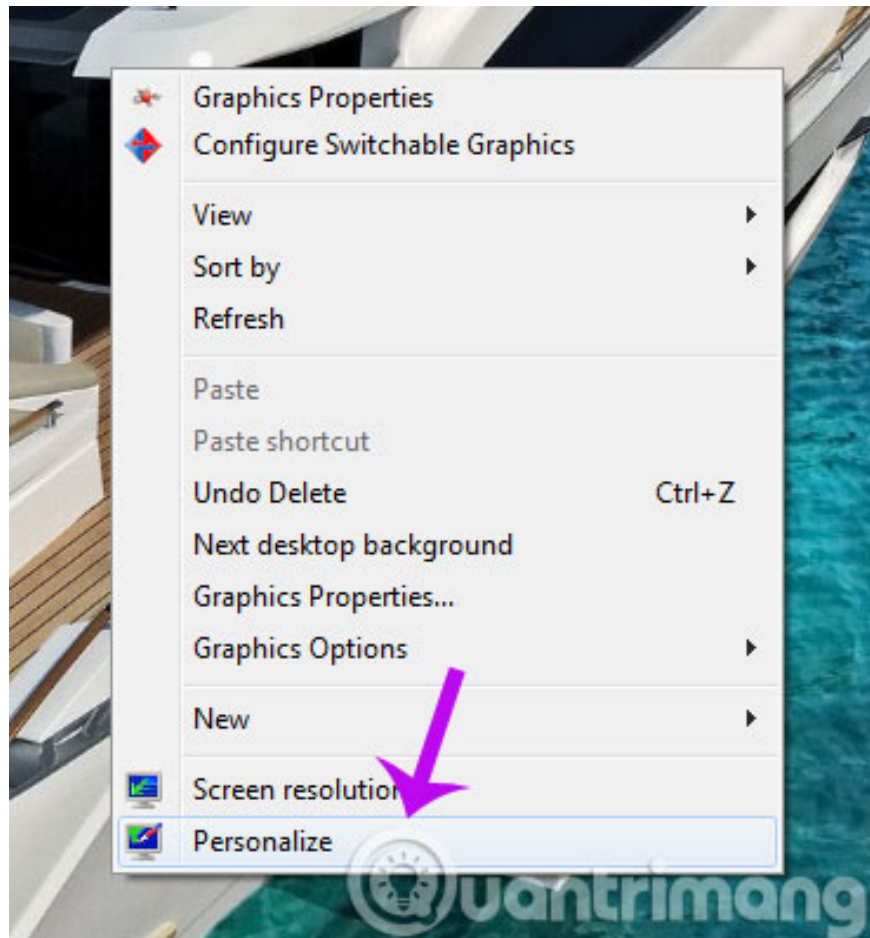 Graphics Properties
Configure Switchable Graphics
View
Sort by
Refresh
Paste
Paste shortcut
Undo Delete Ctrl+Z
Next desktop background
Graphics Properties...
Graphics Options
New
Screen resolution
Personalize
Quantrimang